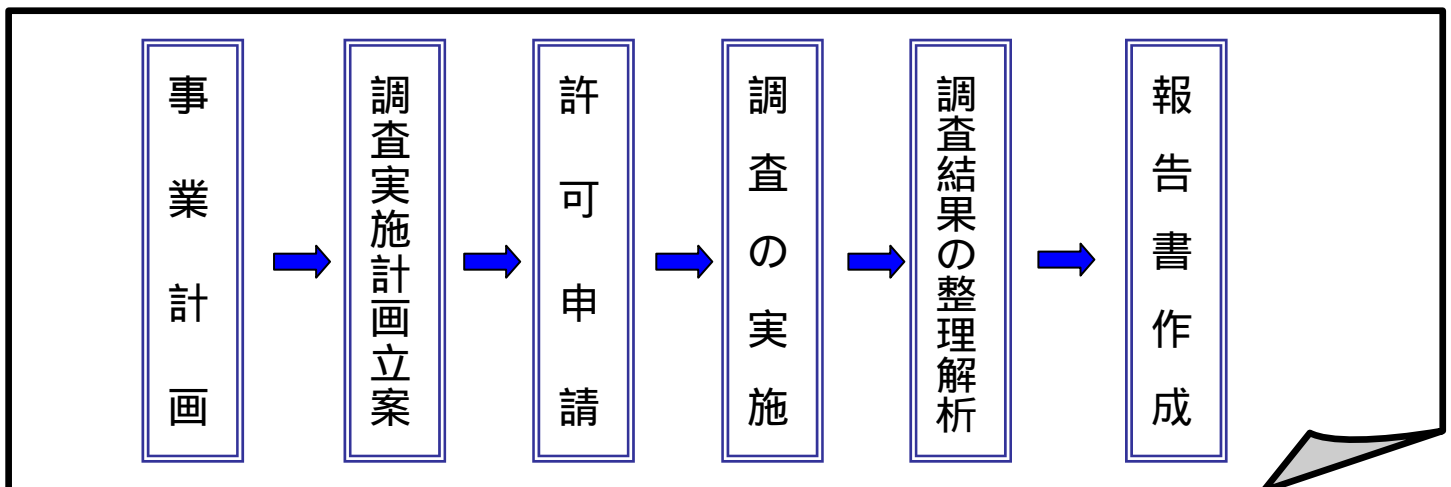 事業計画
調査実施計画立案
許可申請
調査の実施
調査結果の整理解析
報告書作成